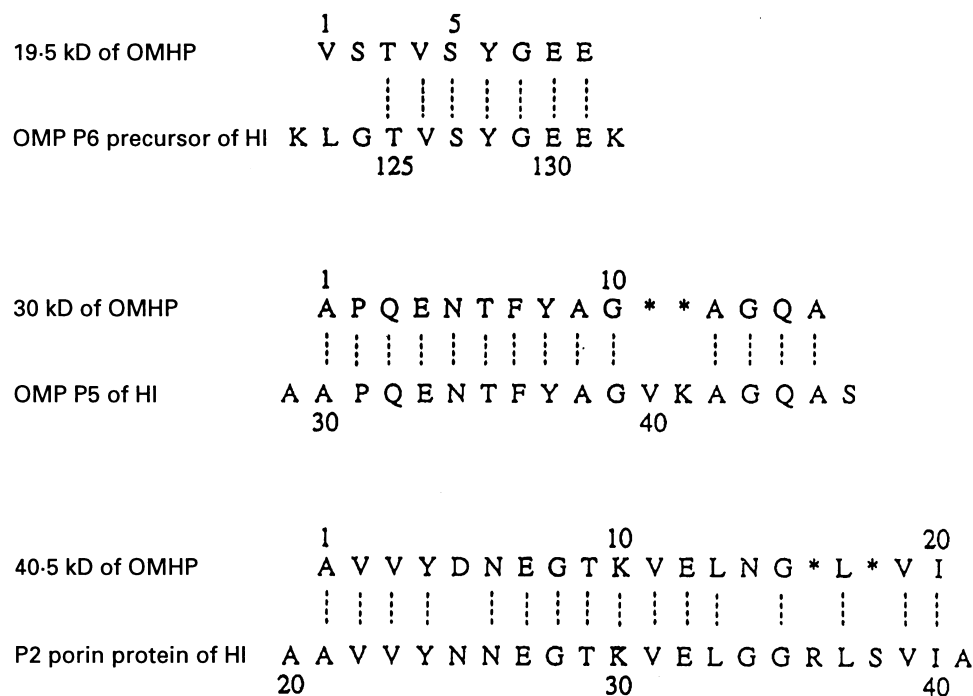 1 5
19·5 kD of OMHP V S T V S Y G E E
OMP P6 precursor of HI K L G T V S Y G E E K
125 130
1 10
30 kD of OMHP A P Q E N T F Y A G * * A G Q A
OMP P5 of HI A A P Q E N T F Y A G V K A G Q A S
30 40
1 10 20
40·5 kD of OMHP A V V Y D N E G T K V E L N G * L * V I
P2 porin protein of HI A A V V Y N N E G T K V E L G G R L S V I A
20 30 40